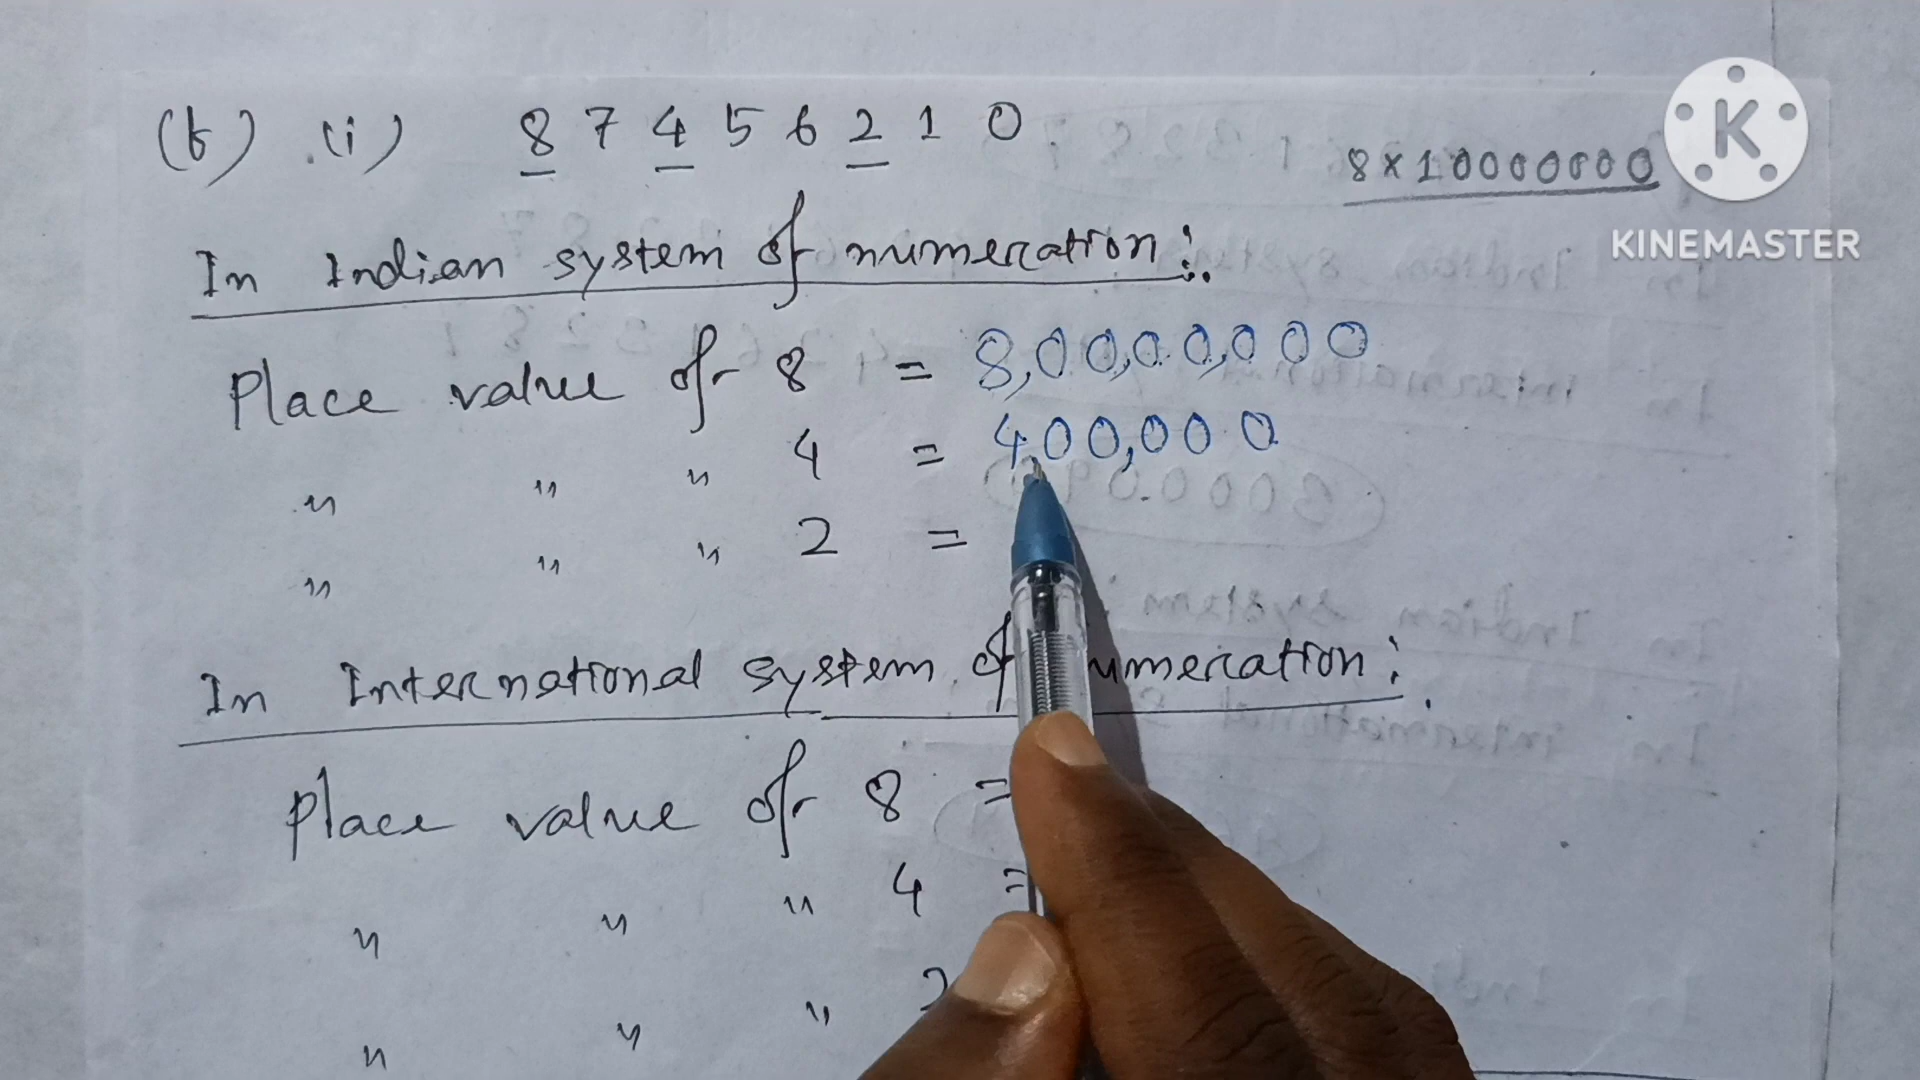 (b) (i) 8 7 4 5 6 2 1 0
8×10000000
KINEMASTER
In Indian system of numeration:
Place value of 8 = 8,00,00,000
" " " 4 = 4,00,000
" " " 2 =
In International system of numeration:
Place value of 8 =
" " " 4 =
" " " 2